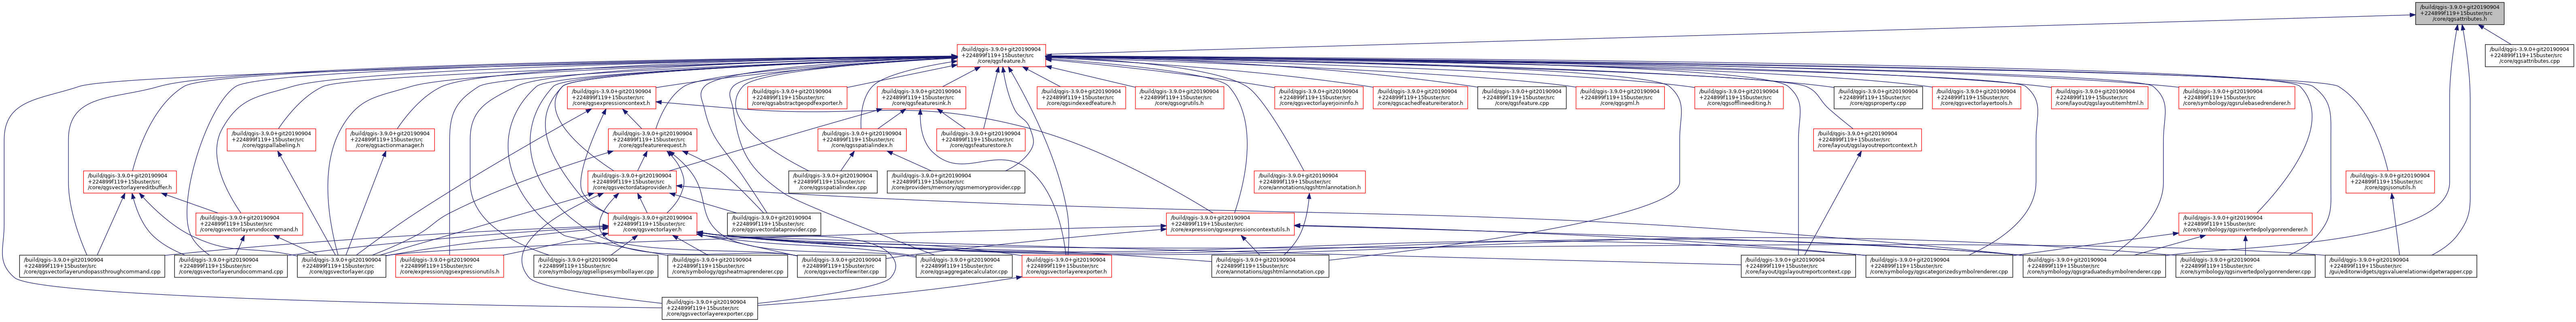 /build/qgis-3.9.0+git20190904
+224899f119+15buster/src
/core/qgsattributes.h
/build/qgis-3.9.0+git20190904
+224899f119+15buster/src
/core/qgsfeature.h
/build/qgis-3.9.0+git20190904
+224899f119+15buster/src
/core/qgsattributes.cpp
/build/qgis-3.9.0+git20190904
+224899f119+15buster/src
/core/qgsexpressioncontext.h
/build/qgis-3.9.0+git20190904
+224899f119+15buster/src
/core/qgsabstractgeopdfexporter.h
/build/qgis-3.9.0+git20190904
+224899f119+15buster/src
/core/qgsfeaturesink.h
/build/qgis-3.9.0+git20190904
+224899f119+15buster/src
/core/qgsindexedfeature.h
/build/qgis-3.9.0+git20190904
+224899f119+15buster/src
/core/qgsogrutils.h
/build/qgis-3.9.0+git20190904
+224899f119+15buster/src
/core/qgsvectorlayerjoininfo.h
/build/qgis-3.9.0+git20190904
+224899f119+15buster/src
/core/qgscachedfeatureiterator.h
/build/qgis-3.9.0+git20190904
+224899f119+15buster/src
/core/qgsfeature.cpp
/build/qgis-3.9.0+git20190904
+224899f119+15buster/src
/core/qgsgml.h
/build/qgis-3.9.0+git20190904
+224899f119+15buster/src
/core/qgsofflineediting.h
/build/qgis-3.9.0+git20190904
+224899f119+15buster/src
/core/qgsproperty.cpp
/build/qgis-3.9.0+git20190904
+224899f119+15buster/src
/core/qgsvectorlayertools.h
/build/qgis-3.9.0+git20190904
+224899f119+15buster/src
/core/layout/qgslayoutitemhtml.h
/build/qgis-3.9.0+git20190904
+224899f119+15buster/src
/core/symbology/qgsrulebasedrenderer.h
/build/qgis-3.9.0+git20190904
+224899f119+15buster/src
/core/qgspallabeling.h
/build/qgis-3.9.0+git20190904
+224899f119+15buster/src
/core/qgsactionmanager.h
/build/qgis-3.9.0+git20190904
+224899f119+15buster/src
/core/qgsfeaturerequest.h
/build/qgis-3.9.0+git20190904
+224899f119+15buster/src
/core/qgsspatialindex.h
/build/qgis-3.9.0+git20190904
+224899f119+15buster/src
/core/qgsfeaturestore.h
/build/qgis-3.9.0+git20190904
+224899f119+15buster/src
/core/layout/qgslayoutreportcontext.h
/build/qgis-3.9.0+git20190904
+224899f119+15buster/src
/core/qgsvectorlayereditbuffer.h
/build/qgis-3.9.0+git20190904
+224899f119+15buster/src
/core/qgsvectordataprovider.h
/build/qgis-3.9.0+git20190904
+224899f119+15buster/src
/core/qgsspatialindex.cpp
/build/qgis-3.9.0+git20190904
+224899f119+15buster/src
/core/providers/memory/qgsmemoryprovider.cpp
/build/qgis-3.9.0+git20190904
+224899f119+15buster/src
/core/annotations/qgshtmlannotation.h
/build/qgis-3.9.0+git20190904
+224899f119+15buster/src
/core/qgsjsonutils.h
/build/qgis-3.9.0+git20190904
+224899f119+15buster/src
/core/qgsvectorlayerundocommand.h
/build/qgis-3.9.0+git20190904
+224899f119+15buster/src
/core/qgsvectorlayer.h
/build/qgis-3.9.0+git20190904
+224899f119+15buster/src
/core/qgsvectordataprovider.cpp
/build/qgis-3.9.0+git20190904
+224899f119+15buster/src
/core/expression/qgsexpressioncontextutils.h
/build/qgis-3.9.0+git20190904
+224899f119+15buster/src
/core/symbology/qgsinvertedpolygonrenderer.h
/build/qgis-3.9.0+git20190904
+224899f119+15buster/src
/core/qgsvectorlayerundopassthroughcommand.cpp
/build/qgis-3.9.0+git20190904
+224899f119+15buster/src
/core/qgsvectorlayerundocommand.cpp
/build/qgis-3.9.0+git20190904
+224899f119+15buster/src
/core/qgsvectorlayer.cpp
/build/qgis-3.9.0+git20190904
+224899f119+15buster/src
/core/expression/qgsexpressionutils.h
/build/qgis-3.9.0+git20190904
+224899f119+15buster/src
/core/symbology/qgsellipsesymbollayer.cpp
/build/qgis-3.9.0+git20190904
+224899f119+15buster/src
/core/symbology/qgsheatmaprenderer.cpp
/build/qgis-3.9.0+git20190904
+224899f119+15buster/src
/core/qgsvectorfilewriter.cpp
/build/qgis-3.9.0+git20190904
+224899f119+15buster/src
/core/qgsaggregatecalculator.cpp
/build/qgis-3.9.0+git20190904
+224899f119+15buster/src
/core/qgsvectorlayerexporter.h
/build/qgis-3.9.0+git20190904
+224899f119+15buster/src
/core/annotations/qgshtmlannotation.cpp
/build/qgis-3.9.0+git20190904
+224899f119+15buster/src
/core/layout/qgslayoutreportcontext.cpp
/build/qgis-3.9.0+git20190904
+224899f119+15buster/src
/core/symbology/qgscategorizedsymbolrenderer.cpp
/build/qgis-3.9.0+git20190904
+224899f119+15buster/src
/core/symbology/qgsgraduatedsymbolrenderer.cpp
/build/qgis-3.9.0+git20190904
+224899f119+15buster/src
/core/symbology/qgsinvertedpolygonrenderer.cpp
/build/qgis-3.9.0+git20190904
+224899f119+15buster/src
/gui/editorwidgets/qgsvaluerelationwidgetwrapper.cpp
/build/qgis-3.9.0+git20190904
+224899f119+15buster/src
/core/qgsvectorlayerexporter.cpp